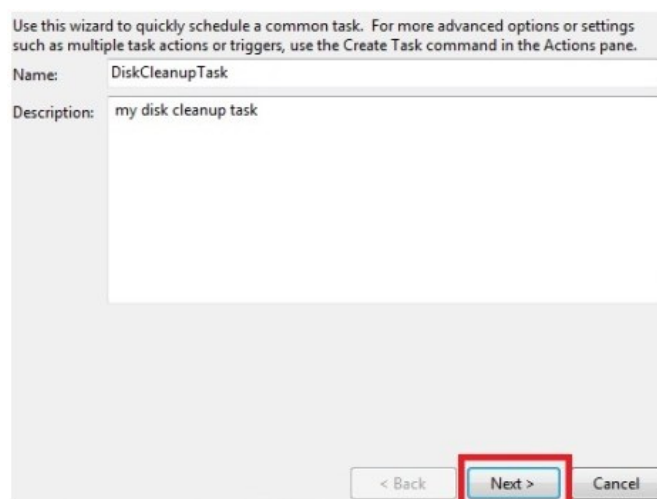 Use this wizard to quickly schedule a common task.  For more advanced options or settings
such as multiple task actions or triggers, use the Create Task command in the Actions pane.
Name: DiskCleanupTask
Description: my disk cleanup task
< Back Next > Cancel